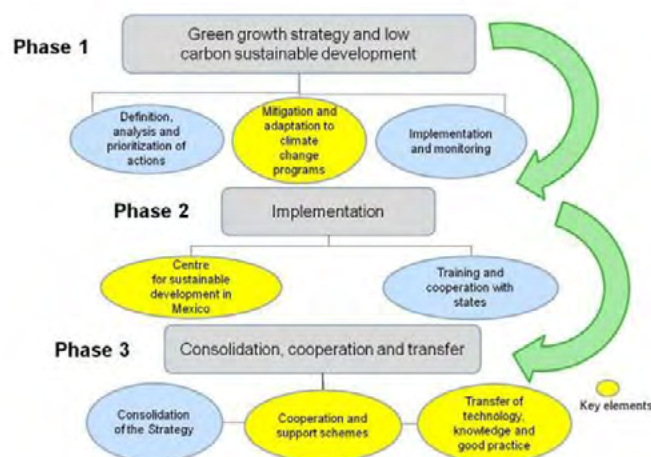 Phase 1
Green growth strategy and low
carbon sustainable development
Definition,
analysis and
prioritization of
actions
Mitigation and
adaptation to
climate
change
programs
Implementation
and monitoring
Phase 2
Implementation
Centre
for sustainable
development in
Mexico
Training and
cooperation with
states
Phase 3
Consolidation, cooperation and transfer
Consolidation
of the Strategy
Cooperation and
support schemes
Transfer of
technology,
knowledge and
good practice
Key elements